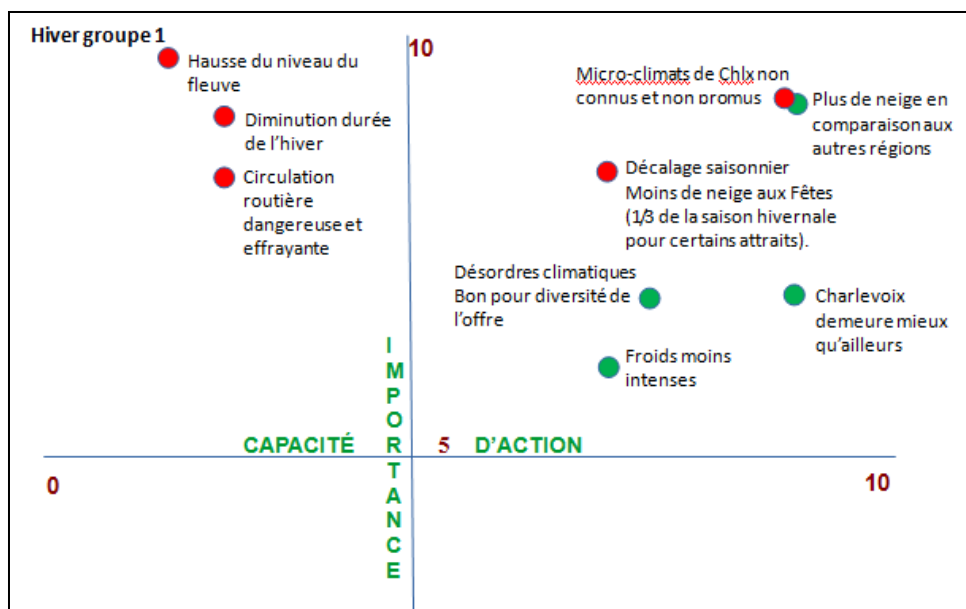 Hiver groupe 1
10
Hausse du niveau du
fleuve
Diminution durée
de l'hiver
Circulation
routière
dangereuse et
effrayante
Micro-climats de Chlx non
connus et non promus
Plus de neige en
comparaison aux
autres régions
Décalage saisonnier
Moins de neige aux Fêtes
(1/3 de la saison hivernale
pour certains attraits).
Désordres climatiques
Bon pour diversité de
l'offre
Charlevoix
demeure mieux
qu'ailleurs
Froids moins
intenses
IMPORTANCE
CAPACITÉ
5 D'ACTION
0
10